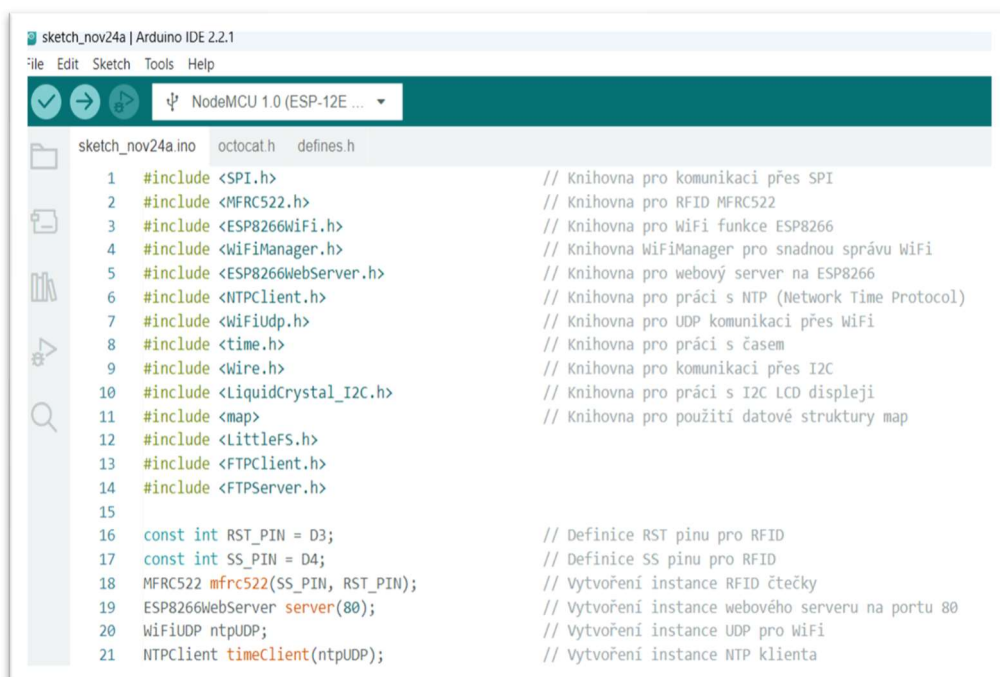 sketch_nov24a | Arduino IDE 2.2.1
File Edit Sketch Tools Help
NodeMCU 1.0 (ESP-12E ...
sketch_nov24a.ino octocat.h defines.h
1 #include <SPI.h> // Knihovna pro komunikaci přes SPI
2 #include <MFRC522.h> // Knihovna pro RFID MFRC522
3 #include <ESP8266WiFi.h> // Knihovna pro WiFi funkce ESP8266
4 #include <WiFiManager.h> // Knihovna WiFiManager pro snadnou správu WiFi
5 #include <ESP8266WebServer.h> // Knihovna pro webový server na ESP8266
6 #include <NTPClient.h> // Knihovna pro práci s NTP (Network Time Protocol)
7 #include <WiFiUdp.h> // Knihovna pro UDP komunikaci přes WiFi
8 #include <time.h> // Knihovna pro práci s časem
9 #include <Wire.h> // Knihovna pro komunikaci přes I2C
10 #include <LiquidCrystal_I2C.h> // Knihovna pro práci s I2C LCD displeji
11 #include <map> // Knihovna pro použití datové struktury map
12 #include <LittleFS.h>
13 #include <FTPClient.h>
14 #include <FTPServer.h>
15
16 const int RST_PIN = D3; // Definice RST pinu pro RFID
17 const int SS_PIN = D4; // Definice SS pinu pro RFID
18 MFRC522 mfrc522(SS_PIN, RST_PIN); // Vytvoření instance RFID čtečky
19 ESP8266WebServer server(80); // Vytvoření instance webového serveru na portu 80
20 WiFiUDP ntpUDP; // Vytvoření instance UDP pro WiFi
21 NTPClient timeClient(ntpUDP); // Vytvoření instance NTP klienta